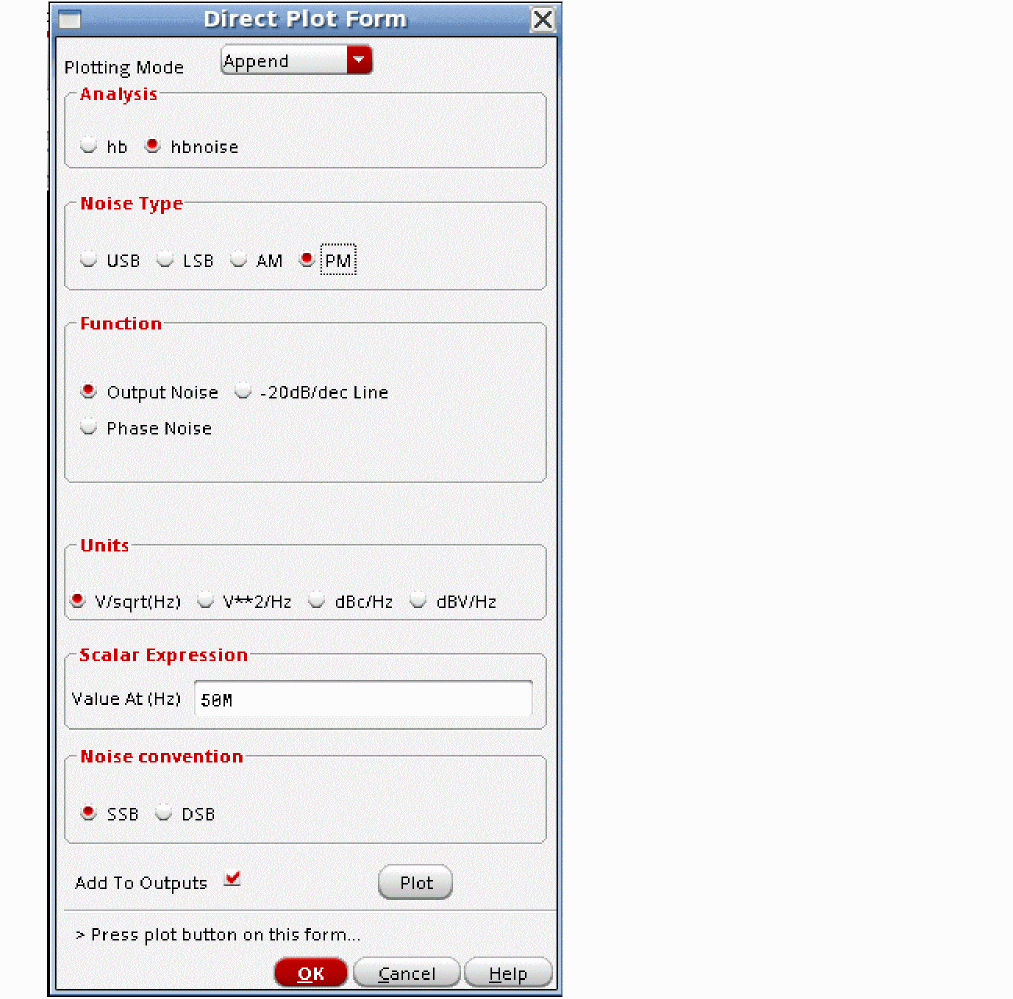 Direct Plot Form
Plotting Mode Append
Analysis
hb hbnoise
Noise Type
USB LSB AM PM
Function
Output Noise -20dB/dec Line
Phase Noise
Units
V/sqrt(Hz) V**2/Hz dBc/Hz dBV/Hz
Scalar Expression
Value At (Hz) 50M
Noise convention
SSB DSB
Add To Outputs Plot
> Press plot button on this form...
OK Cancel Help